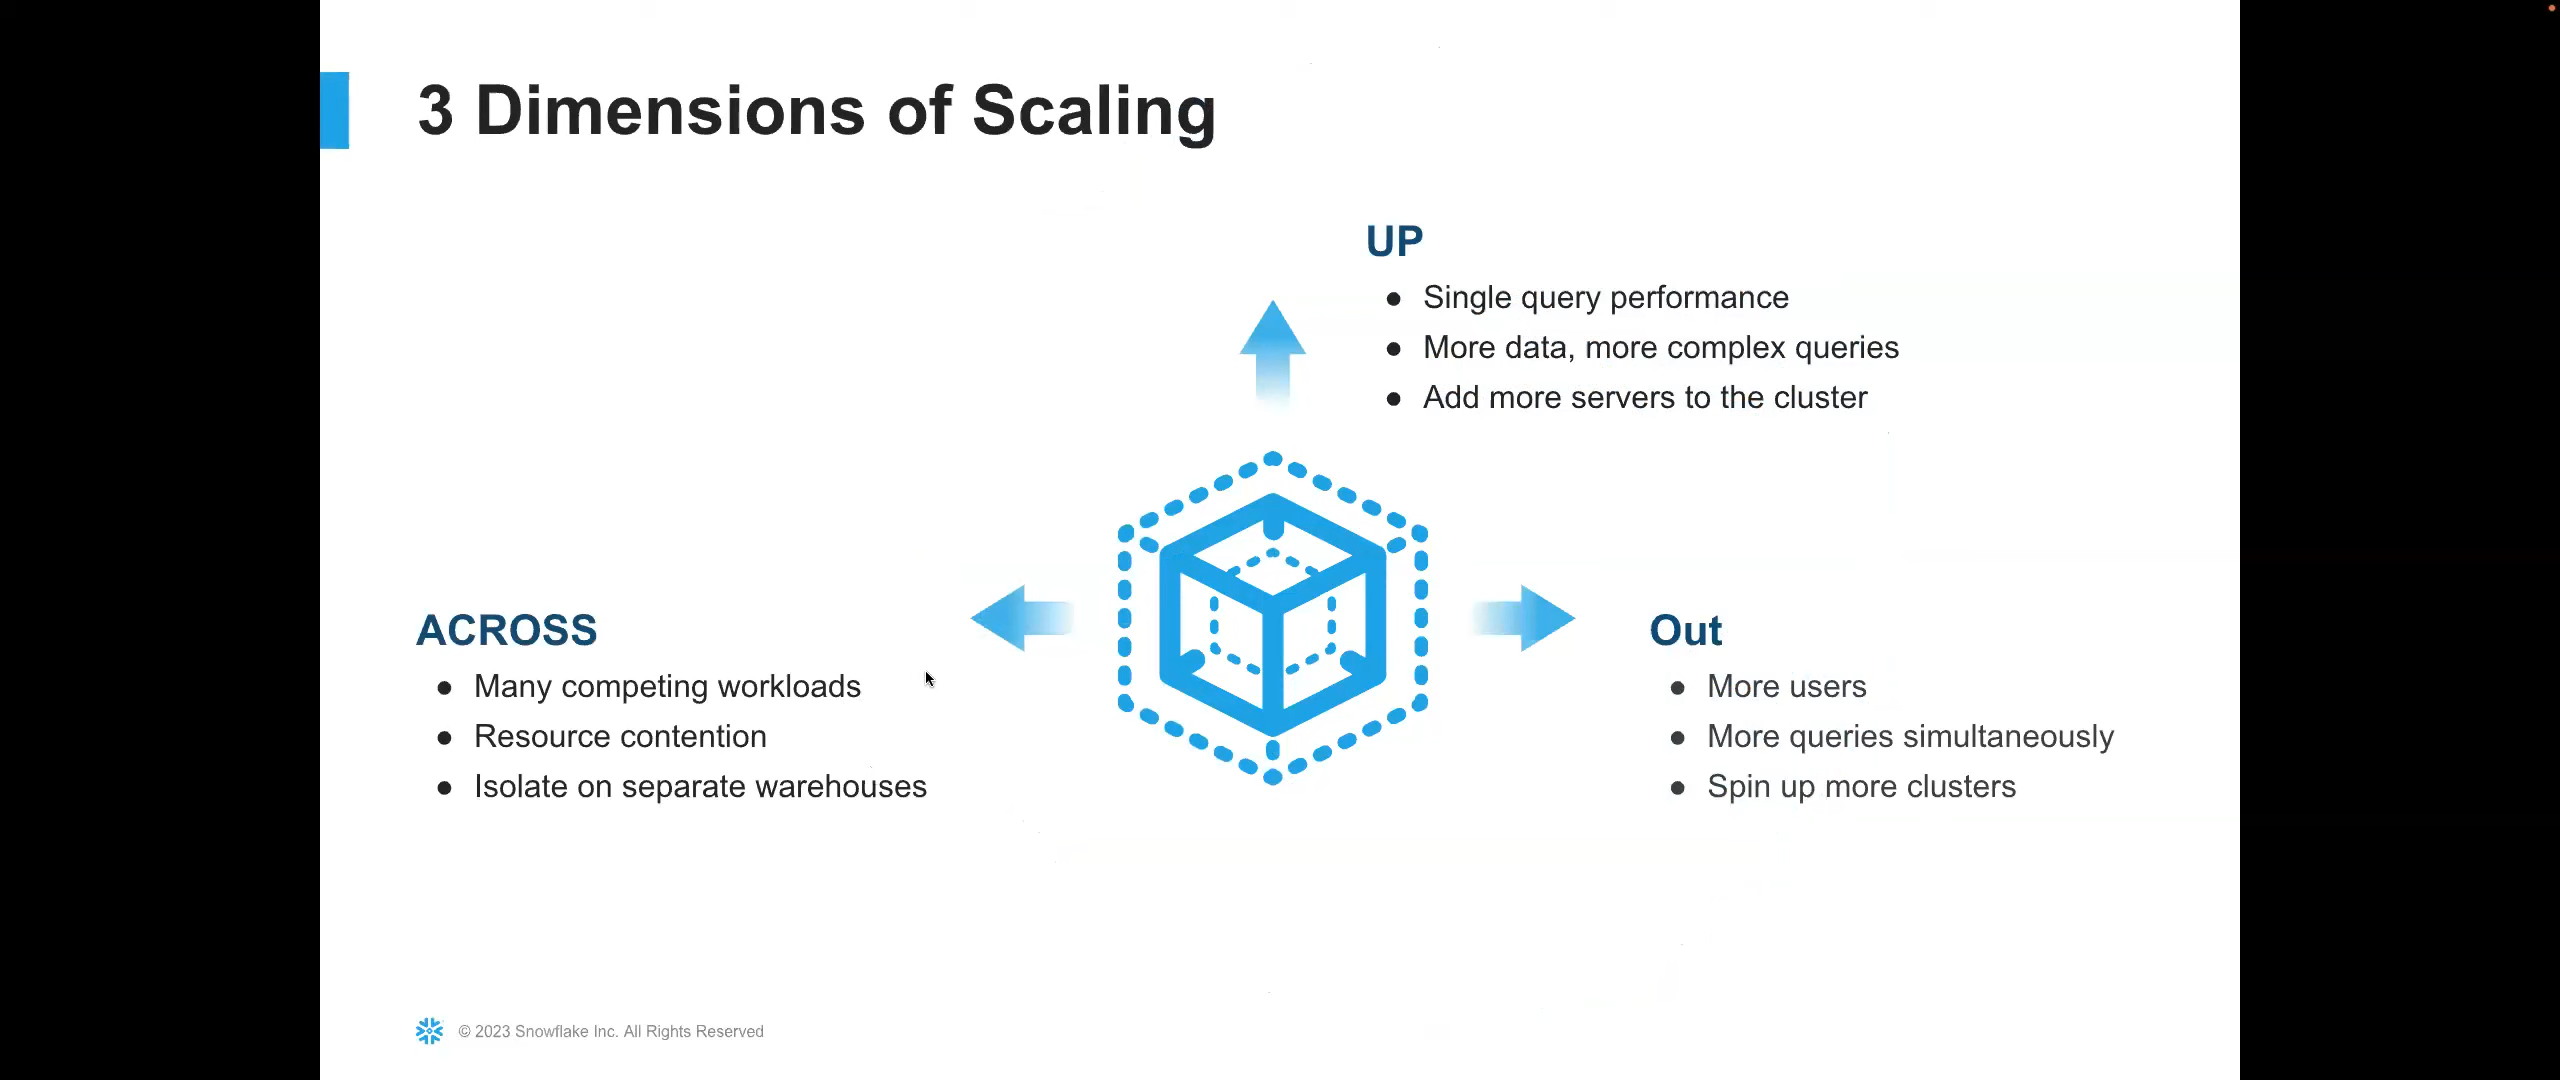 3 Dimensions of Scaling
UP
● Single query performance
● More data, more complex queries
● Add more servers to the cluster
ACROSS
● Many competing workloads
● Resource contention
● Isolate on separate warehouses
Out
● More users
● More queries simultaneously
● Spin up more clusters
© 2023 Snowflake Inc. All Rights Reserved